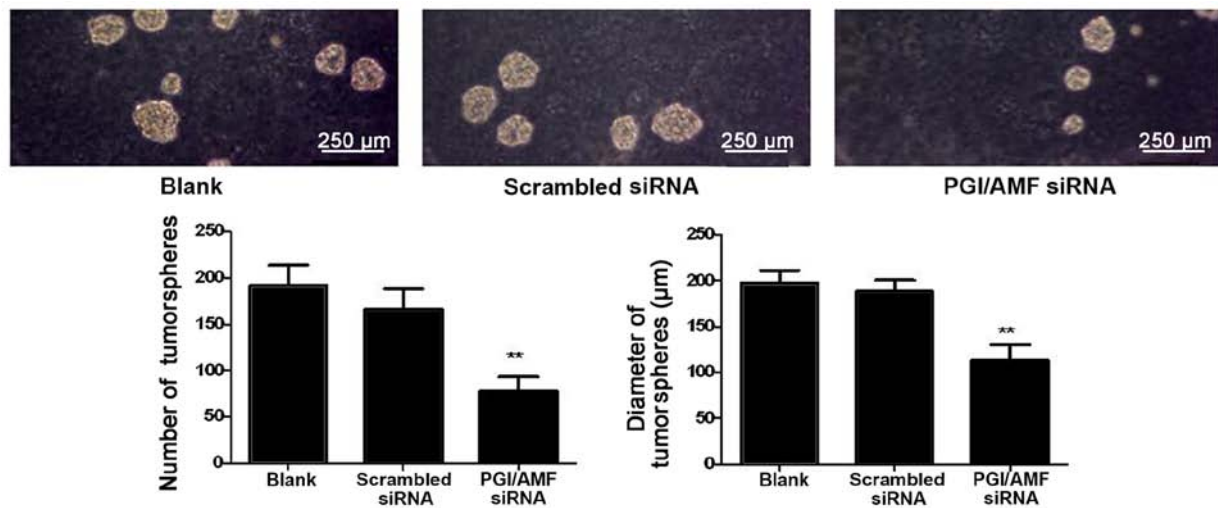 250 µm
250 µm
250 µm
Blank
Scrambled siRNA
PGI/AMF siRNA
Number of tumorspheres
250
200
150
100
50
0
**
Blank
Scrambled
siRNA
PGI/AMF
siRNA
Diameter of
tumorspheres (µm)
250
200
150
100
50
0
**
Blank
Scrambled
siRNA
PGI/AMF
siRNA